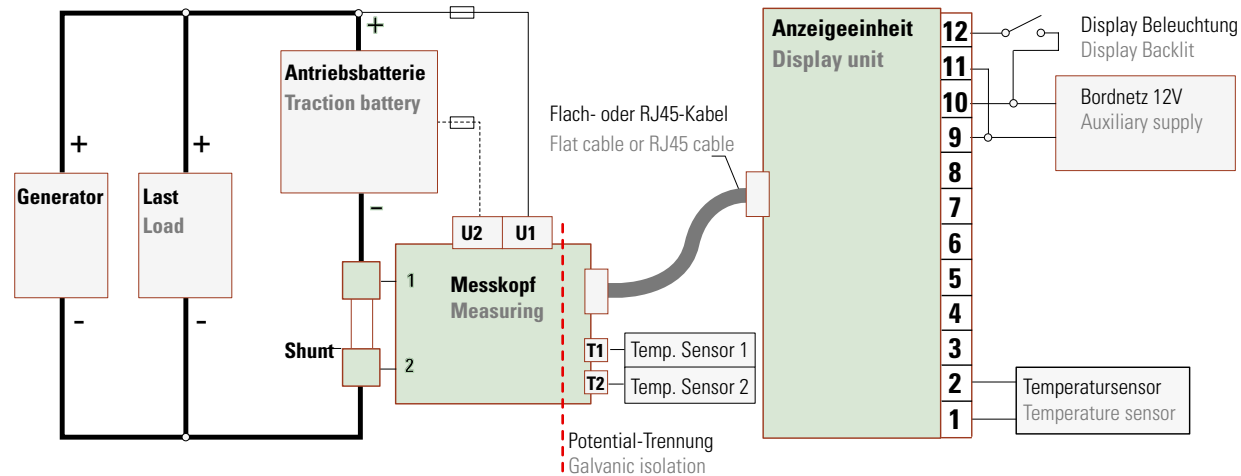 +
Antriebsbatterie
Traction battery
-
+
Generator
-
+
Last
Load
-
Shunt
1
2
U2
U1
Messkopf
Measuring
T1
Temp. Sensor 1
T2
Temp. Sensor 2
Potential-Trennung
Galvanic isolation
Flach- oder RJ45-Kabel
Flat cable or RJ45 cable
Anzeigeeinheit
Display unit
12
11
10
9
8
7
6
5
4
3
2
1
Display Beleuchtung
Display Backlit
Bordnetz 12V
Auxiliary supply
Temperatursensor
Temperature sensor